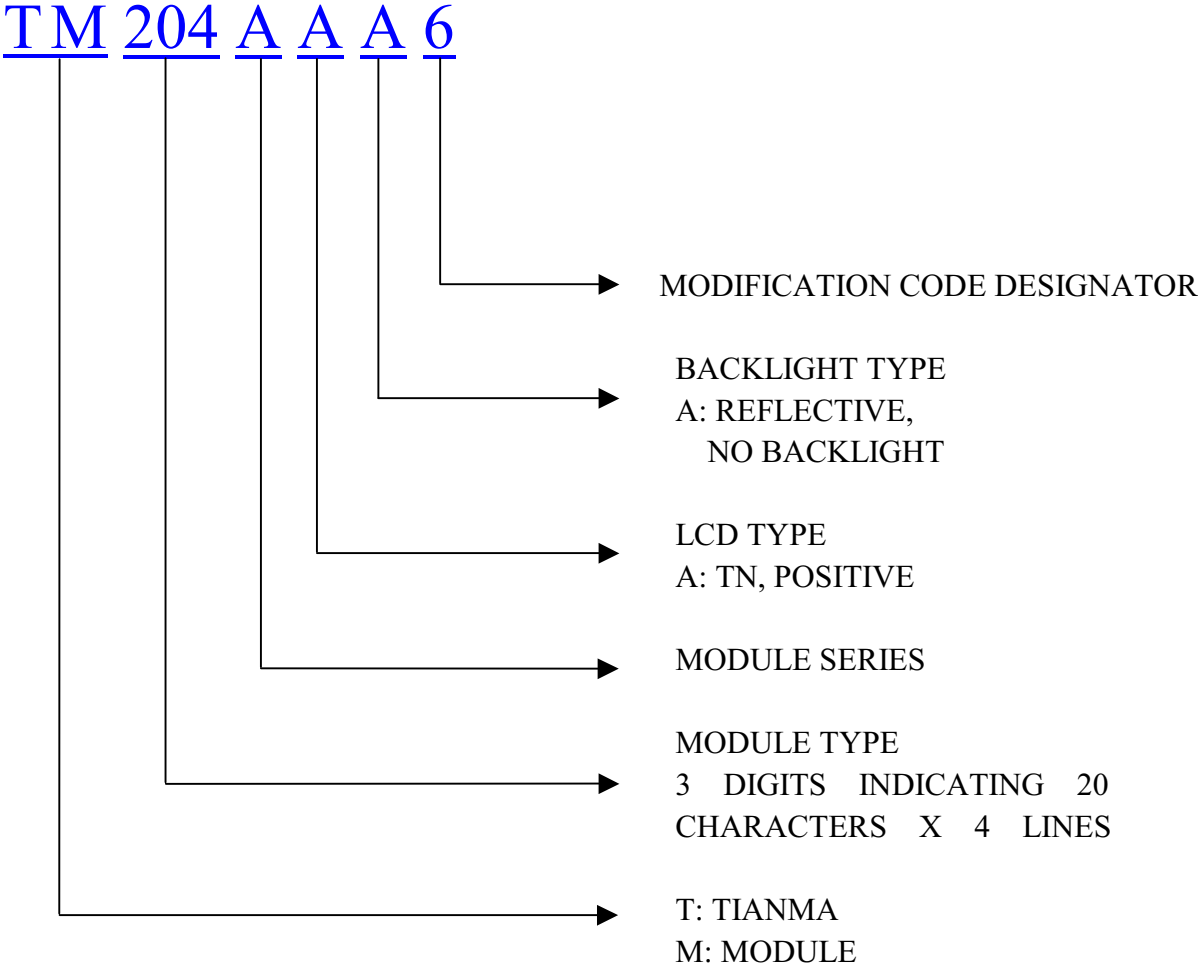 TM 204 A A A 6
MODIFICATION CODE DESIGNATOR
BACKLIGHT TYPE
A: REFLECTIVE,
NO BACKLIGHT
LCD TYPE
A: TN, POSITIVE
MODULE SERIES
MODULE TYPE
3 DIGITS INDICATING 20
CHARACTERS X 4 LINES
T: TIANMA
M: MODULE